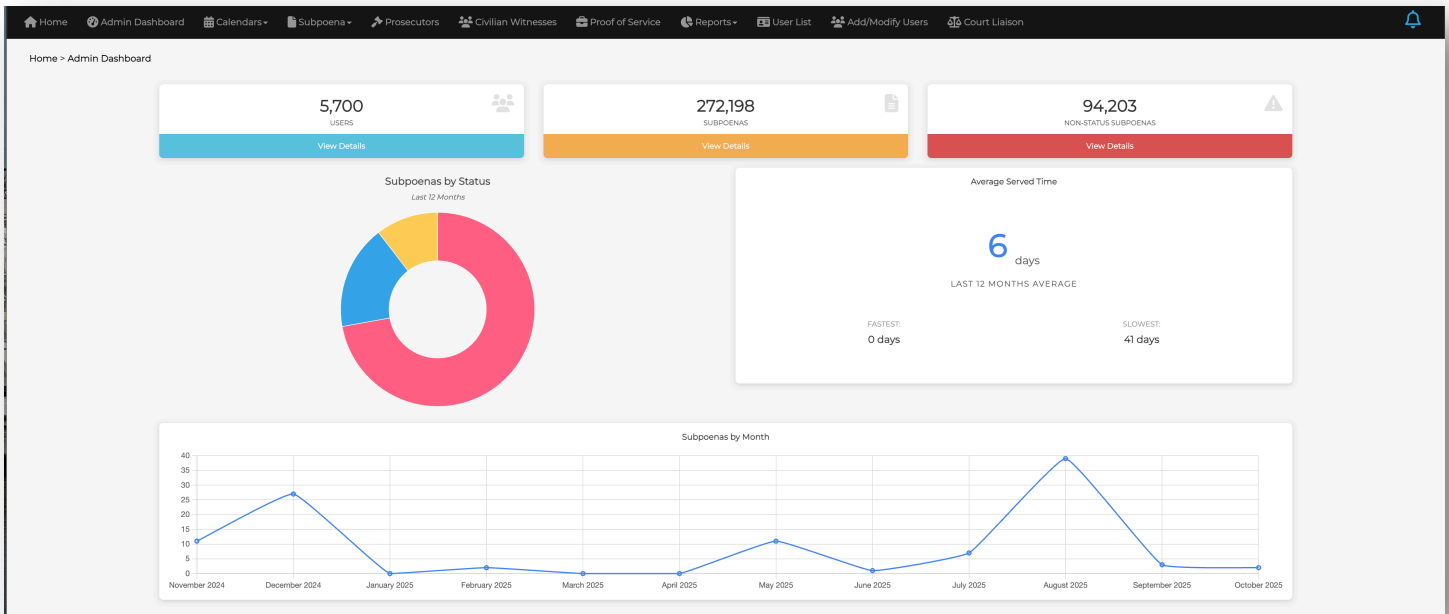 Home Admin Dashboard Calendars Subpoena Prosecutors Civilian Witnesses Proof of Service Reports User List Add/Modify Users Court Liaison
Home > Admin Dashboard
5,700
USERS
View Details
272,198
SUBPOENAS
View Details
94,203
NON-STATUS SUBPOENAS
View Details
Subpoenas by Status
Last 12 Months
Average Served Time
6 days
LAST 12 MONTHS AVERAGE
FASTEST:
0 days
SLOWEST:
41 days
Subpoenas by Month
40
35
30
25
20
15
10
5
0
November 2024 December 2024 January 2025 February 2025 March 2025 April 2025 May 2025 June 2025 July 2025 August 2025 September 2025 October 2025